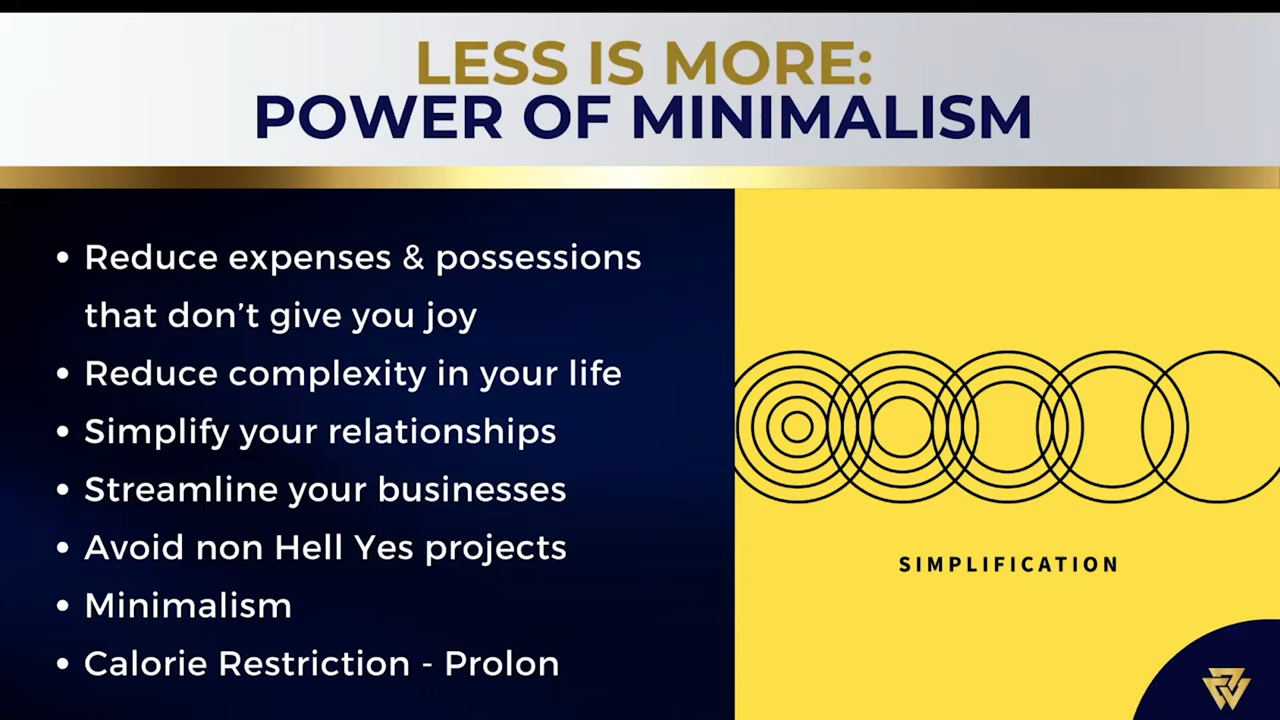 LESS IS MORE:
POWER OF MINIMALISM
• Reduce expenses & possessions
that don’t give you joy
• Reduce complexity in your life
• Simplify your relationships
• Streamline your businesses
• Avoid non Hell Yes projects
• Minimalism
• Calorie Restriction - Prolon
SIMPLIFICATION